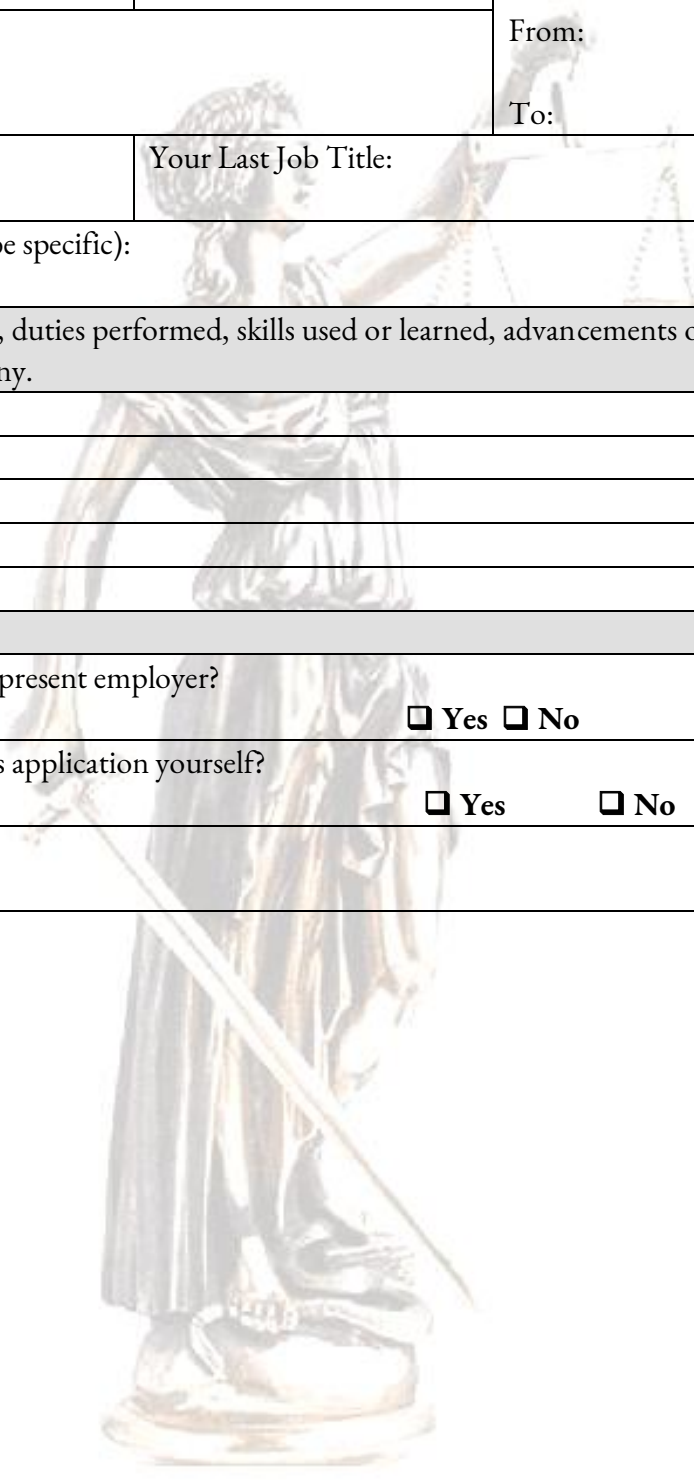 From:
To:
Your Last Job Title:
be specific):
, duties performed, skills used or learned, advancements o
ny.
present employer?
❑ Yes ❑ No
s application yourself?
❑ Yes ❑ No